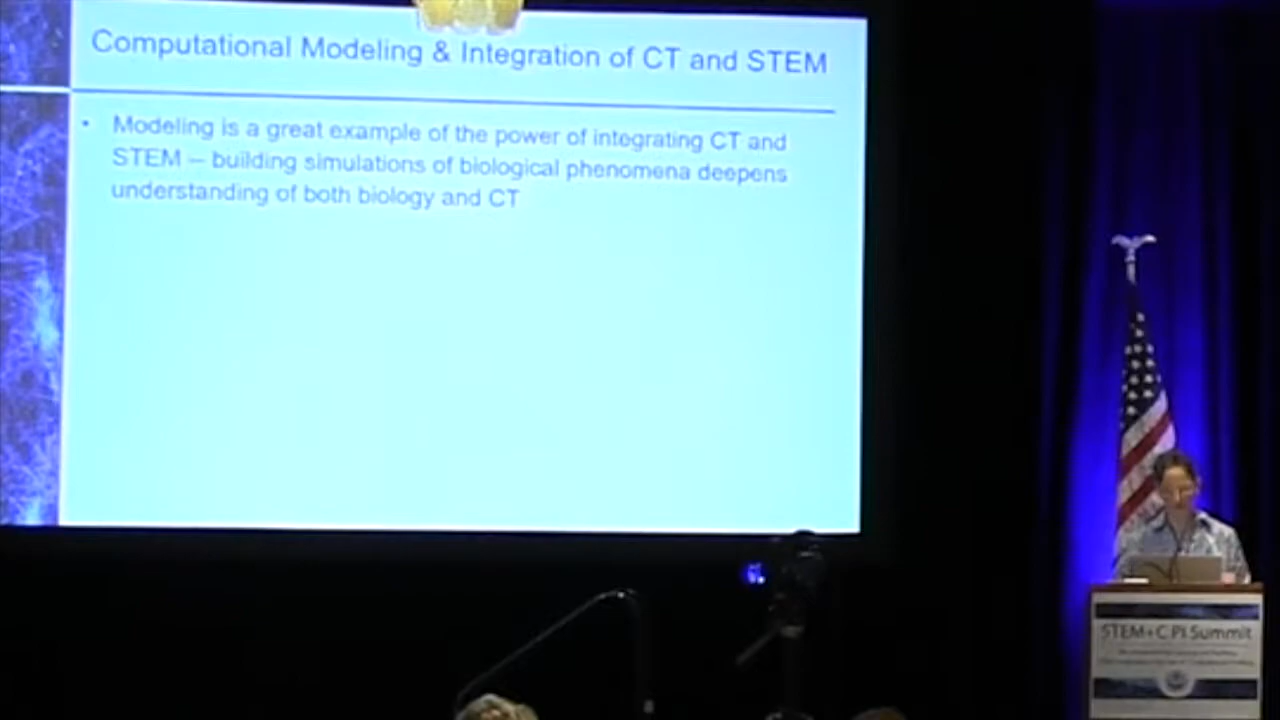 Computational Modeling & Integration of CT and STEM
• Modeling is a great example of the power of integrating CT and
STEM – building simulations of biological phenomena deepens
understanding of both biology and CT
STEM+C PI Summit